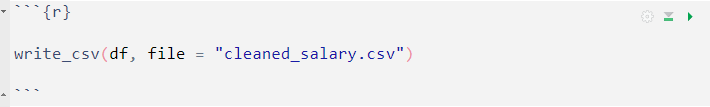 ```{r}
write_csv(df, file = "cleaned_salary.csv")
```